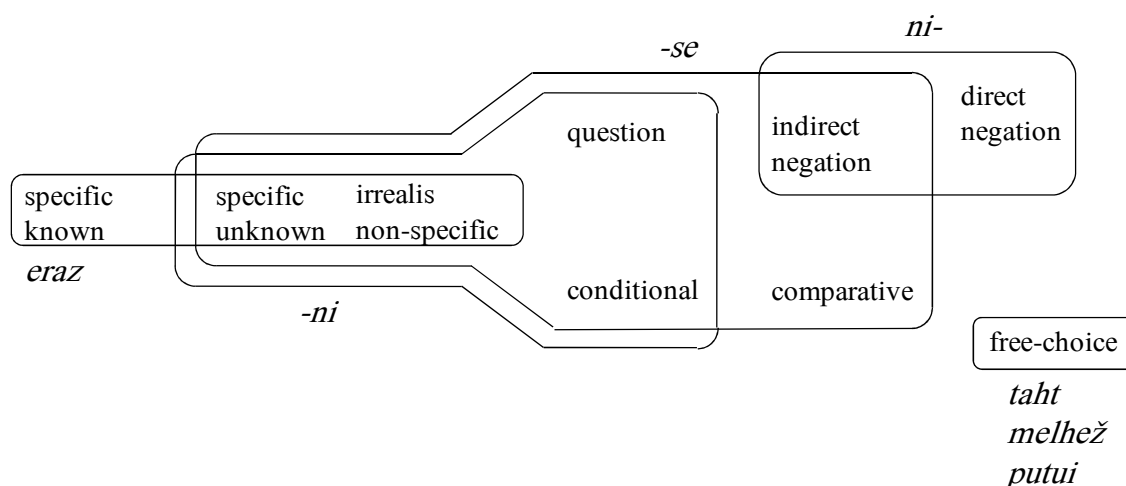 ni-
-se
direct
negation
question
indirect
negation
specific
known
specific
unknown
irrealis
non-specific
eraz
-ni
conditional
comparative
free-choice
taht
melhež
putui